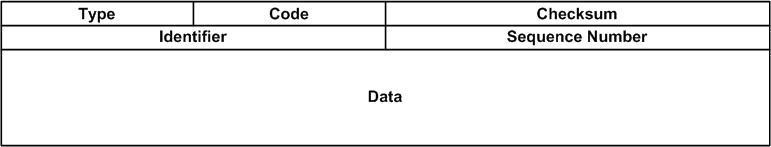 Type Code Checksum
Identifier Sequence Number
Data